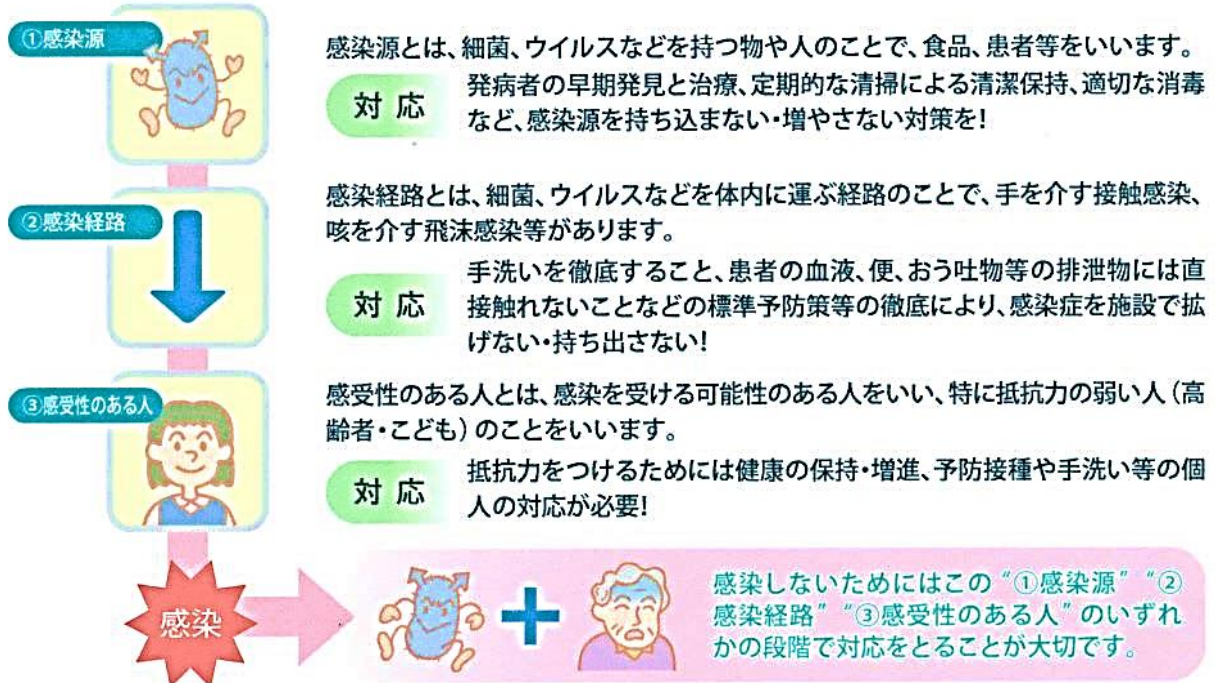 ①感染源
感染源とは、細菌、ウイルスなどを持つ物や人のことで、食品、患者等をいいます。
対応
発病者の早期発見と治療、定期的な清掃による清潔保持、適切な消毒
など、感染源を持ち込まない・増やさない対策を!
②感染経路
感染経路とは、細菌、ウイルスなどを体内に運ぶ経路のことで、手を介す接触感染、
咳を介す飛沫感染等があります。
対応
手洗いを徹底すること、患者の血液、便、おう吐物等の排泄物には直
接触れないことなどの標準予防策等の徹底により、感染症を施設で拡
げない・持ち出さない!
③感受性のある人
感受性のある人とは、感染を受ける可能性のある人をいい、特に抵抗力の弱い人(高
齢者・こども)のことをいいます。
対応
抵抗力をつけるためには健康の保持・増進、予防接種や手洗い等の個
人の対応が必要!
感染
感染しないためにはこの"①感染源""②
感染経路""③感受性のある人"のいずれ
かの段階で対応をとることが大切です。